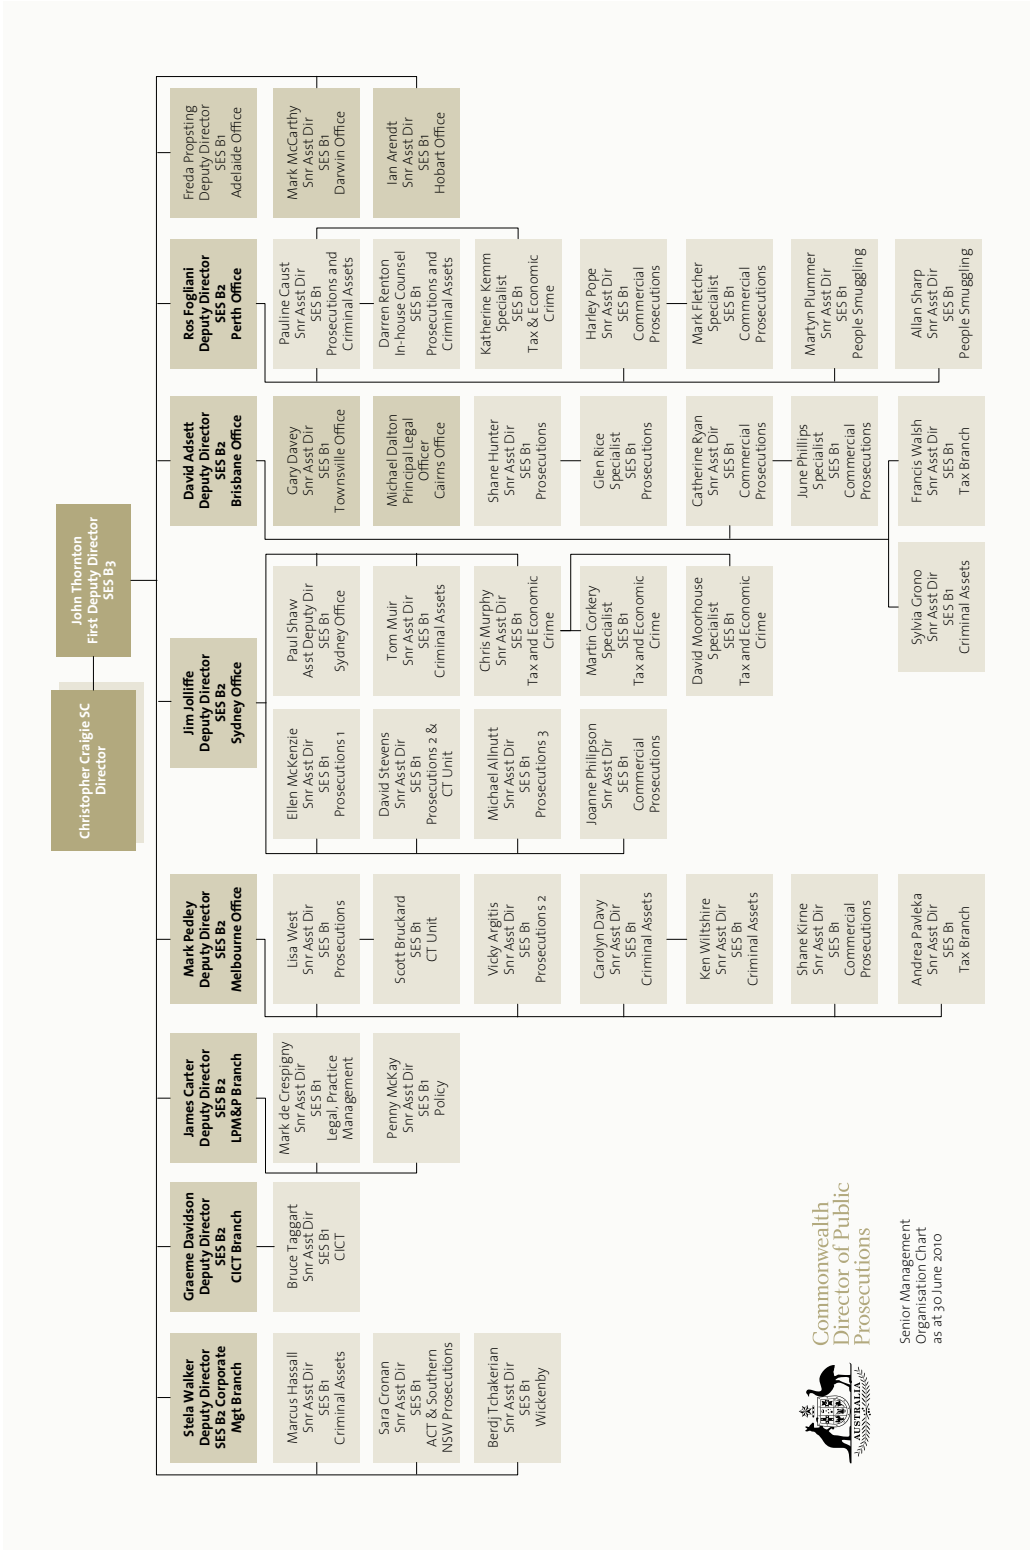 Christopher Craigie SC
Director
John Thornton
First Deputy Director
SES B3
Stela Walker
Deputy Director
SES B2 Corporate
Mgt Branch
Graeme Davidson
Deputy Director
SES B2
CICT Branch
James Carter
Deputy Director
SES B2
LPM&P Branch
Mark Pedley
Deputy Director
SES B2
Melbourne Office
Jim Jolliffe
Deputy Director
SES B2
Sydney Office
David Adsett
Deputy Director
SES B2
Brisbane Office
Ros Fogliani
Deputy Director
SES B2
Perth Office
Freda Propsting
Deputy Director
SES B1
Adelaide Office
Marcus Hassall
Snr Asst Dir
SES B1
Criminal Assets
Bruce Taggart
Snr Asst Dir
SES B1
CICT
Mark de Crespigny
Snr Asst Dir
SES B1
Legal, Practice
Management
Lisa West
Snr Asst Dir
SES B1
Prosecutions
Ellen McKenzie
Snr Asst Dir
SES B1
Prosecutions 1
Paul Shaw
Asst Deputy Dir
SES B1
Sydney Office
Gary Davey
Snr Asst Dir
SES B1
Townsville Office
Pauline Caust
Snr Asst Dir
SES B1
Prosecutions and
Criminal Assets
Mark McCarthy
Snr Asst Dir
SES B1
Darwin Office
Sara Cronan
Snr Asst Dir
SES B1
ACT & Southern
NSW Prosecutions
Penny McKay
Snr Asst Dir
SES B1
Policy
Scott Bruckard
SES B1
CT Unit
David Stevens
Snr Asst Dir
SES B1
Prosecutions 2 &
CT Unit
Tom Muir
Snr Asst Dir
SES B1
Criminal Assets
Michael Dalton
Principal Legal
Officer
Cairns Office
Darren Renton
In-house Counsel
SES B1
Prosecutions and
Criminal Assets
Ian Arendt
Snr Asst Dir
SES B1
Hobart Office
Berdj Tchakerian
Snr Asst Dir
SES B1
Wickenby
Vicky Argitis
Snr Asst Dir
SES B1
Prosecutions 2
Michael Allnutt
Snr Asst Dir
SES B1
Prosecutions 3
Chris Murphy
Snr Asst Dir
SES B1
Tax and Economic
Crime
Shane Hunter
Snr Asst Dir
SES B1
Prosecutions
Katherine Kemm
Specialist
SES B1
Tax & Economic
Crime
Carolyn Davy
Snr Asst Dir
SES B1
Criminal Assets
Joanne Philipson
Snr Asst Dir
SES B1
Commercial
Prosecutions
Martin Corkery
Specialist
SES B1
Tax and Economic
Crime
Glen Rice
Specialist
SES B1
Prosecutions
Harley Pope
Snr Asst Dir
SES B1
Commercial
Prosecutions
Ken Wiltshire
Snr Asst Dir
SES B1
Criminal Assets
David Moorhouse
Specialist
SES B1
Tax and Economic
Crime
Catherine Ryan
Snr Asst Dir
SES B1
Commercial
Prosecutions
Mark Fletcher
Specialist
SES B1
Commercial
Prosecutions
Shane Kirne
Snr Asst Dir
SES B1
Commercial
Prosecutions
June Phillips
Specialist
SES B1
Commercial
Prosecutions
Martyn Plummer
Snr Asst Dir
SES B1
People Smuggling
Andrea Pavleka
Snr Asst Dir
SES B1
Tax Branch
Sylvia Grono
Snr Asst Dir
SES B1
Criminal Assets
Francis Walsh
Snr Asst Dir
SES B1
Tax Branch
Allan Sharp
Snr Asst Dir
SES B1
People Smuggling
AUSTRALIA
Commonwealth
Director of Public
Prosecutions
Senior Management
Organisation Chart
as at 30 June 2010